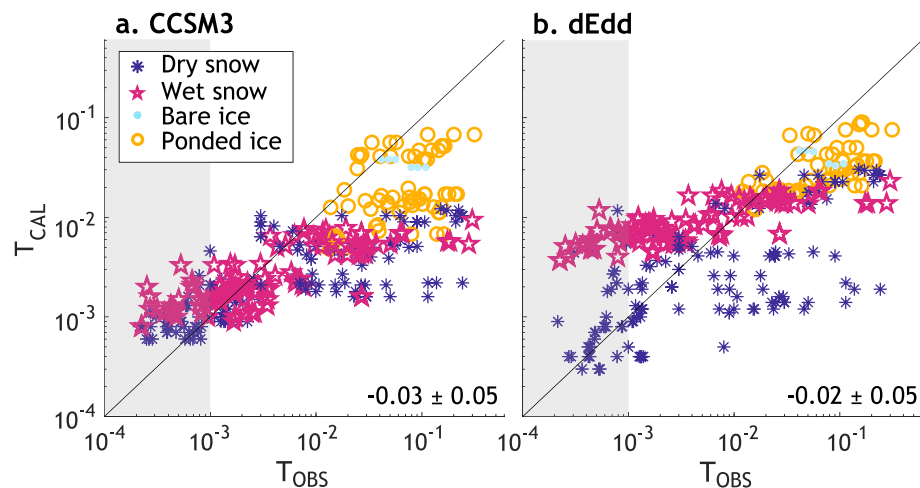 a. CCSM3
b. dEdd
Dry snow
Wet snow
Bare ice
Ponded ice
T_CAL
10^-1
10^-2
10^-3
10^-4
-0.03 ± 0.05
-0.02 ± 0.05
10^-4 10^-3 10^-2 10^-1
10^-4 10^-3 10^-2 10^-1
T_OBS
T_OBS